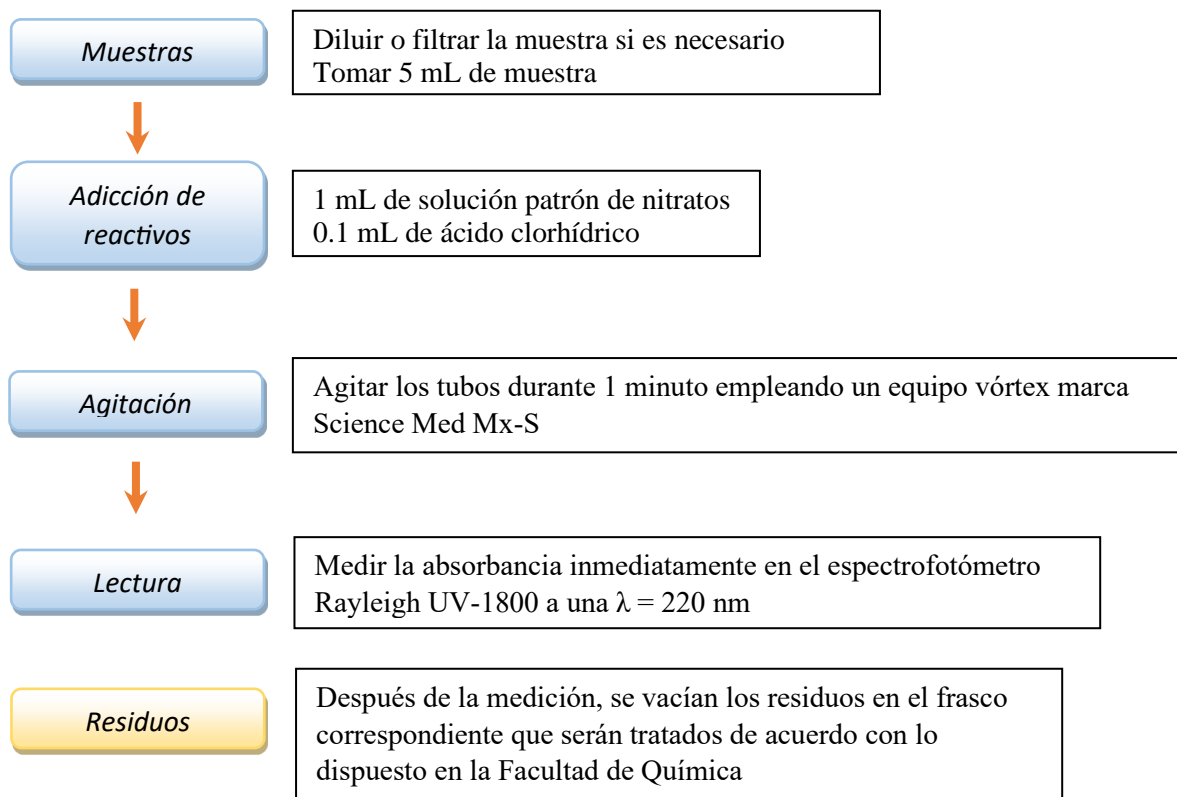 Muestras
Diluir o filtrar la muestra si es necesario
Tomar 5 mL de muestra
Adicción de
reactivos
1 mL de solución patrón de nitratos
0.1 mL de ácido clorhídrico
Agitación
Agitar los tubos durante 1 minuto empleando un equipo vórtex marca
Science Med Mx-S
Lectura
Medir la absorbancia inmediatamente en el espectrofotómetro
Rayleigh UV-1800 a una λ = 220 nm
Residuos
Después de la medición, se vacían los residuos en el frasco
correspondiente que serán tratados de acuerdo con lo
dispuesto en la Facultad de Química